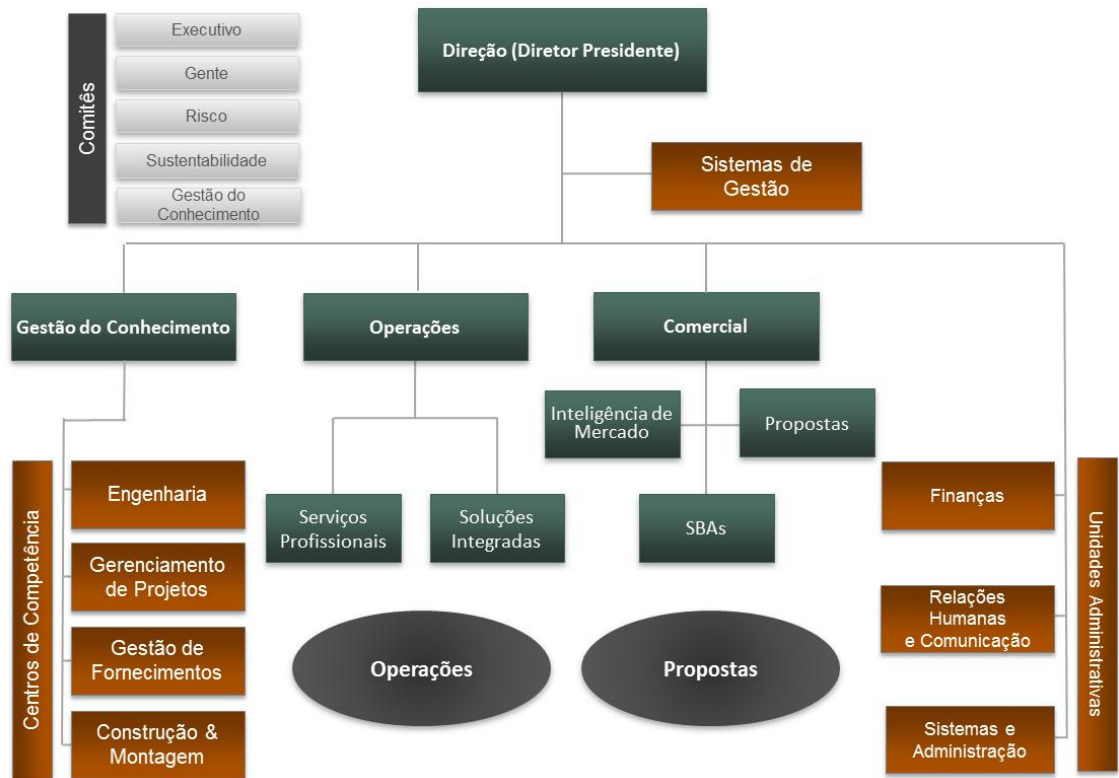 Comitês
Executivo
Gente
Risco
Sustentabilidade
Gestão do
Conhecimento
Direção (Diretor Presidente)
Sistemas de
Gestão
Gestão do Conhecimento
Operações
Comercial
Inteligência de
Mercado
Propostas
Serviços
Profissionais
Soluções
Integradas
SBAs
Centros de Competência
Engenharia
Gerenciamento
de Projetos
Gestão de
Fornecimentos
Construção &
Montagem
Operações
Propostas
Finanças
Relações
Humanas
e Comunicação
Sistemas e
Administração
Unidades Administrativas